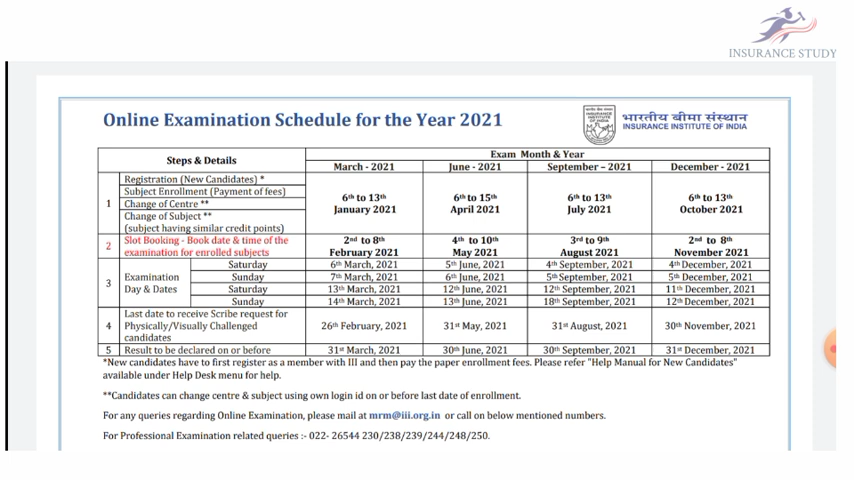 INSURANCE STUDY
Online Examination Schedule for the Year 2021
भारतीय बीमा संस्थान
INSURANCE INSTITUTE OF INDIA
Steps & Details
Exam Month & Year
March - 2021 June - 2021 September – 2021 December - 2021
1
Registration (New Candidates) *
Subject Enrollment (Payment of fees)
Change of Centre **
Change of Subject **
(subject having similar credit points)
6th to 13th
January 2021
6th to 15th
April 2021
6th to 13th
July 2021
6th to 13th
October 2021
2
Slot Booking - Book date & time of the
examination for enrolled subjects
2nd to 8th
February 2021
4th to 10th
May 2021
3rd to 9th
August 2021
2nd to 8th
November 2021
3
Examination
Day & Dates
Saturday 6th March, 2021 5th June, 2021 4th September, 2021 4th December, 2021
Sunday 7th March, 2021 6th June, 2021 5th September, 2021 5th December, 2021
Saturday 13th March, 2021 12th June, 2021 12th September, 2021 11th December, 2021
Sunday 14th March, 2021 13th June, 2021 18th September, 2021 12th December, 2021
4
Last date to receive Scribe request for
Physically/Visually Challenged
candidates
26th February, 2021 31st May, 2021 31st August, 2021 30th November, 2021
5 Result to be declared on or before 31st March, 2021 30th June, 2021 30th September, 2021 31st December, 2021
*New candidates have to first register as a member with III and then pay the paper enrollment fees. Please refer "Help Manual for New Candidates"
available under Help Desk menu for help.
**Candidates can change centre & subject using own login id on or before last date of enrollment.
For any queries regarding Online Examination, please mail at mrm@iii.org.in or call on below mentioned numbers.
For Professional Examination related queries :- 022- 26544 230/238/239/244/248/250.